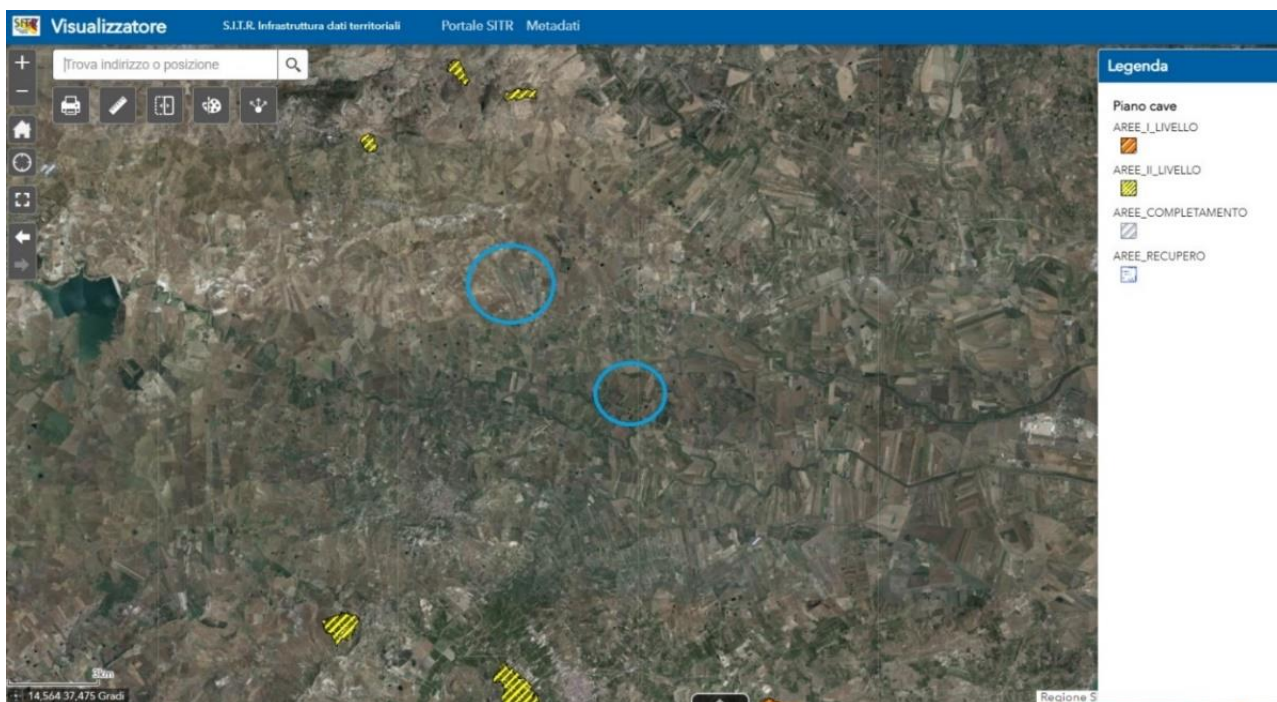 Visualizzatore
S.I.T.R. Infrastruttura dati territoriali
Portale SITR Metadati
+
Trova indirizzo o posizione
−
Legenda
Piano cave
AREE_I_LIVELLO
AREE_II_LIVELLO
AREE_COMPLETAMENTO
AREE_RECUPERO
14,564 37,475 Gradi
Regione S